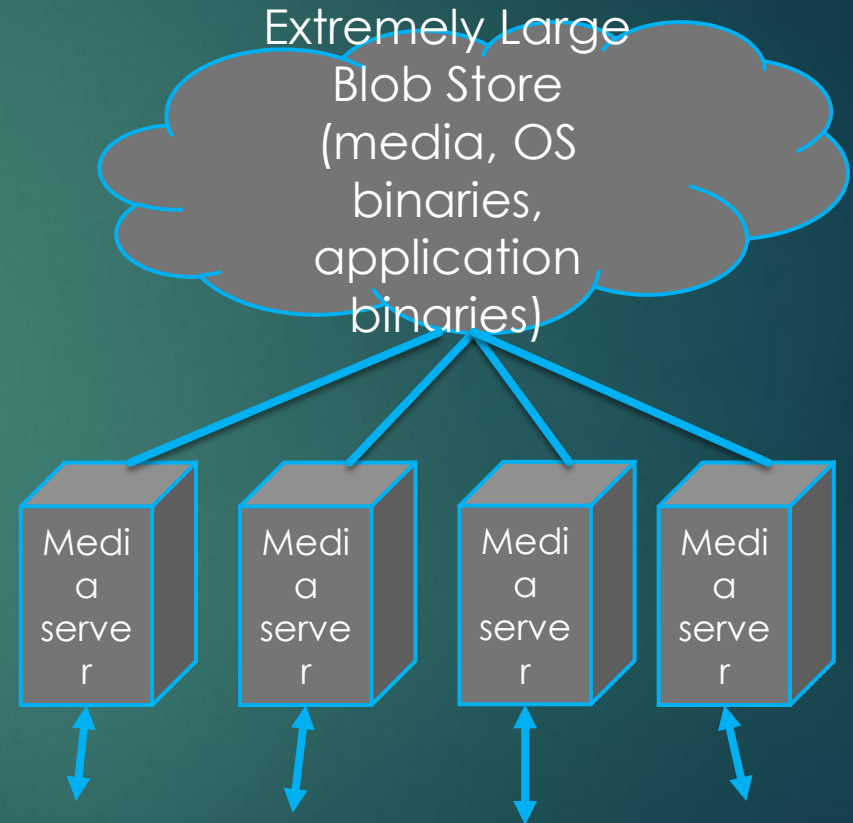 Extremely Large
Blob Store
(media, OS
binaries,
application
binaries)
Medi
a
serve
r
Medi
a
serve
r
Medi
a
serve
r
Medi
a
serve
r